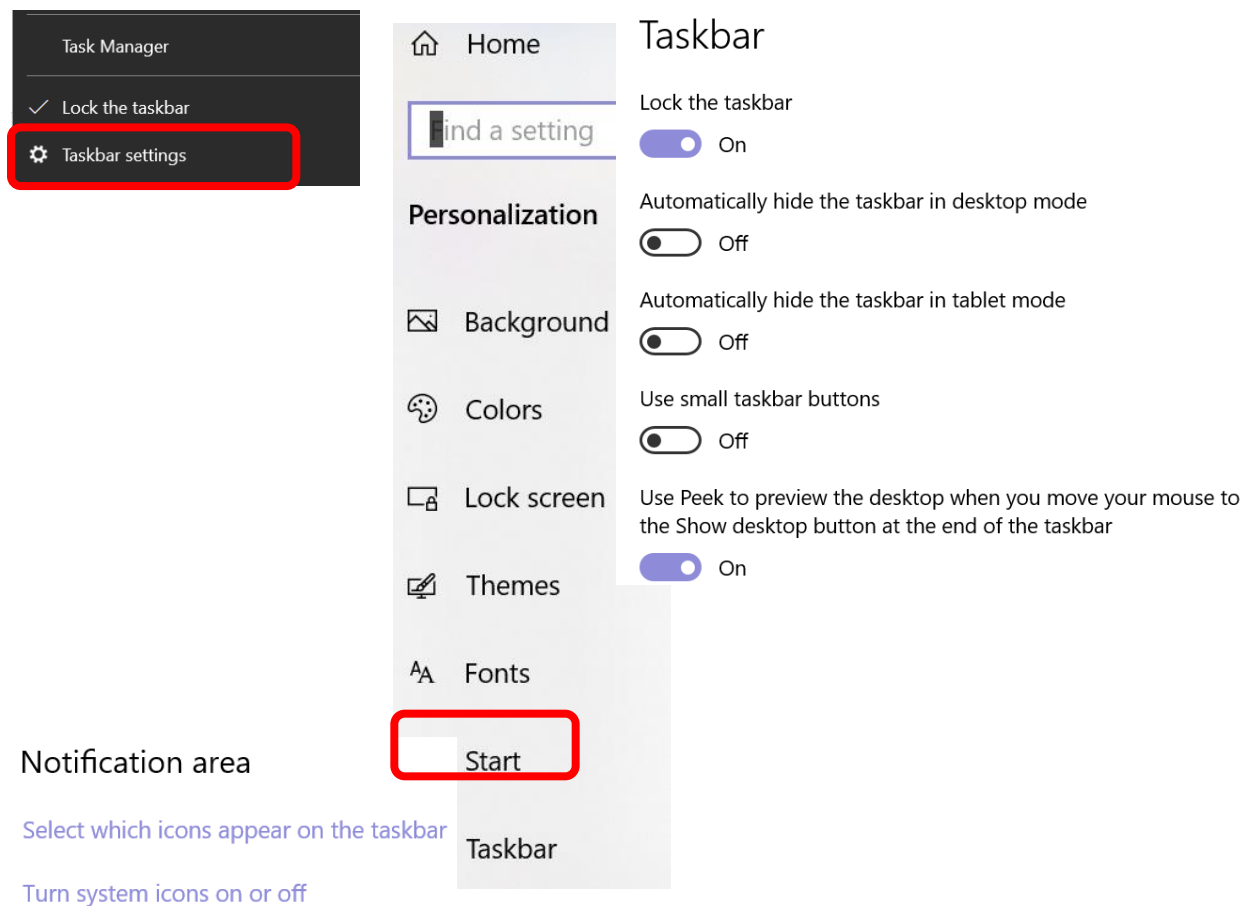 Task Manager
Lock the taskbar
Taskbar settings
Home
Find a setting
Personalization
Background
Colors
Lock screen
Themes
Fonts
Start
Taskbar
Taskbar
Lock the taskbar
On
Automatically hide the taskbar in desktop mode
Off
Automatically hide the taskbar in tablet mode
Off
Use small taskbar buttons
Off
Use Peek to preview the desktop when you move your mouse to
the Show desktop button at the end of the taskbar
On
Notification area
Select which icons appear on the taskbar
Turn system icons on or off